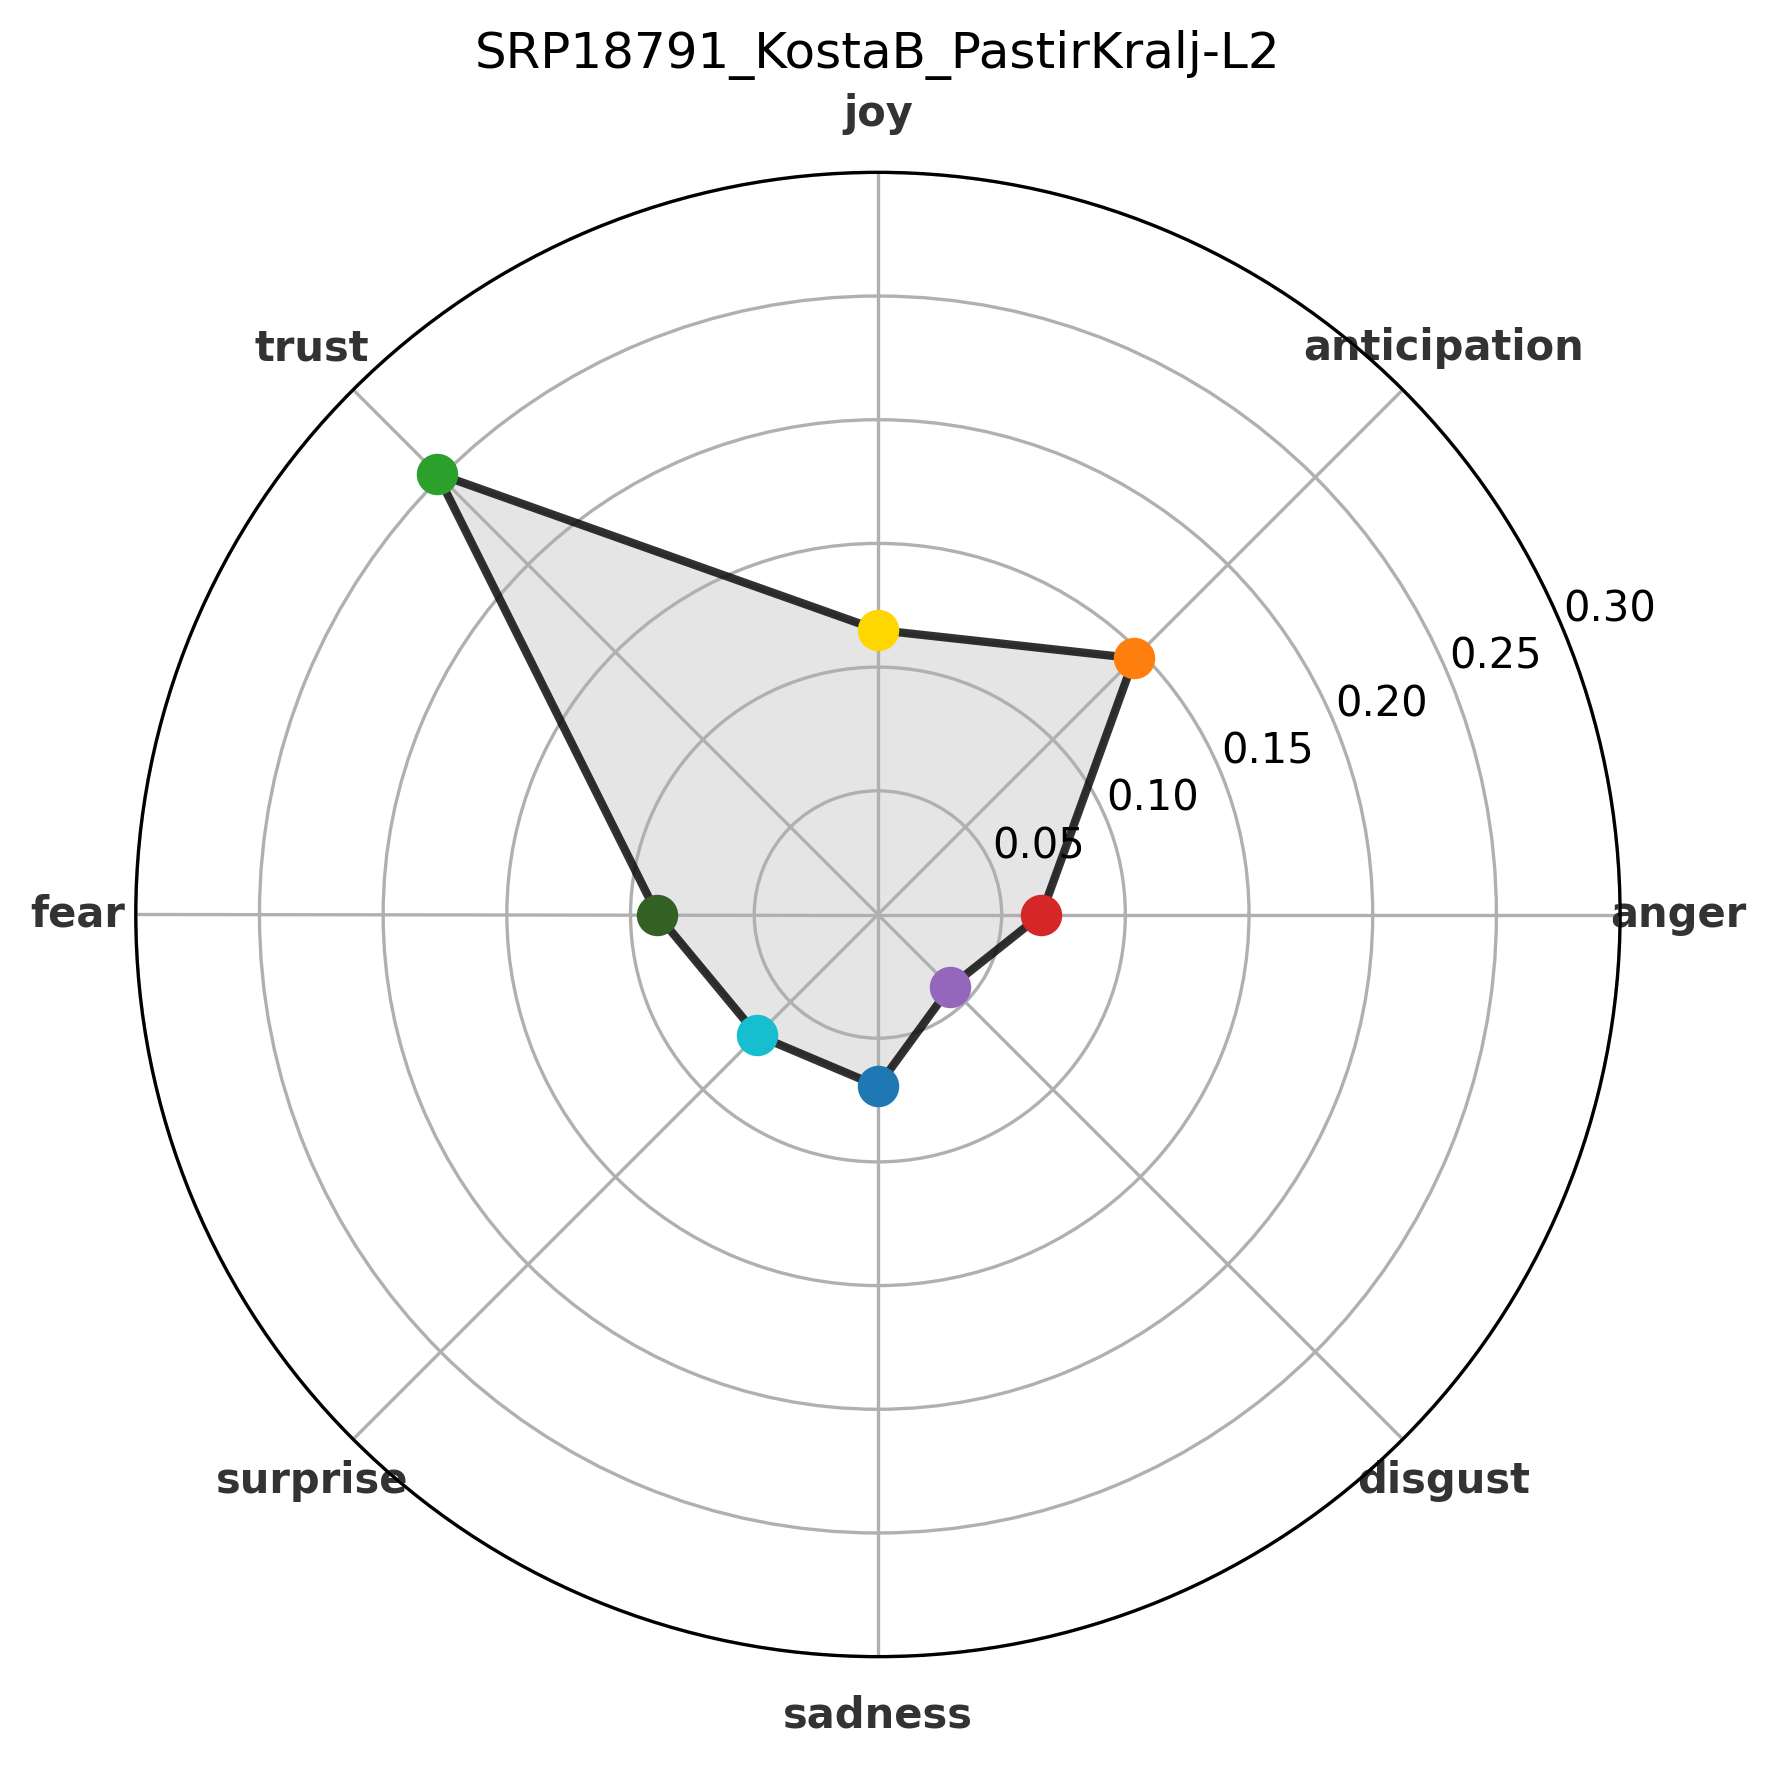 SRP18791_KostaB_PastirKralj-L2
joy
trust
anticipation
0.30
0.25
0.20
0.15
0.10
0.05
fear
anger
surprise
disgust
sadness